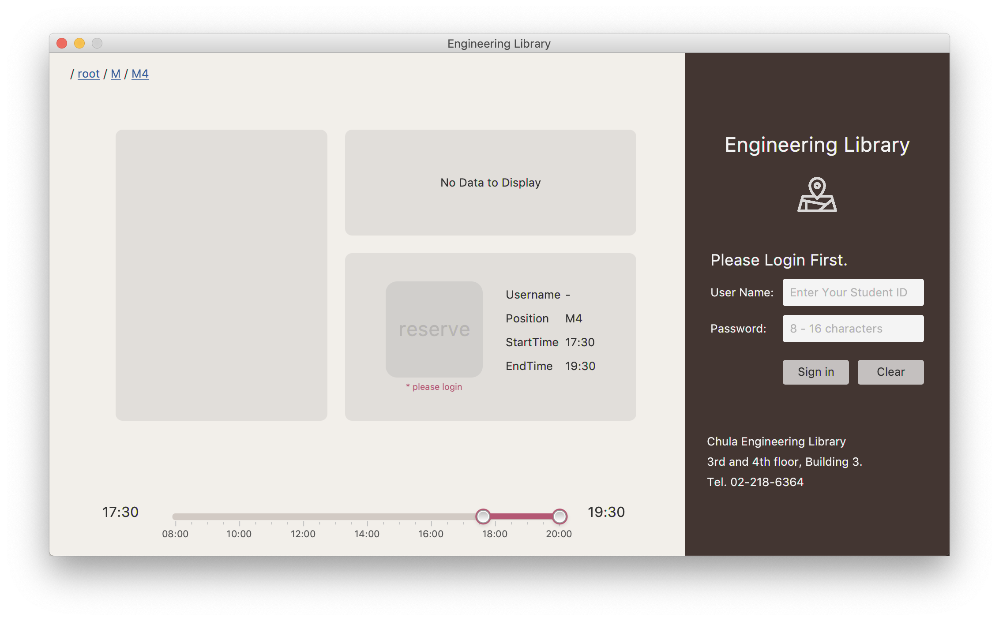 Engineering Library
/ root / M / M4
No Data to Display
reserve
* please login
Username -
Position M4
StartTime 17:30
EndTime 19:30
17:30
08:00 10:00 12:00 14:00 16:00 18:00 20:00
19:30
Engineering Library
Please Login First.
User Name: Enter Your Student ID
Password: 8 - 16 characters
Sign in Clear
Chula Engineering Library
3rd and 4th floor, Building 3.
Tel. 02-218-6364